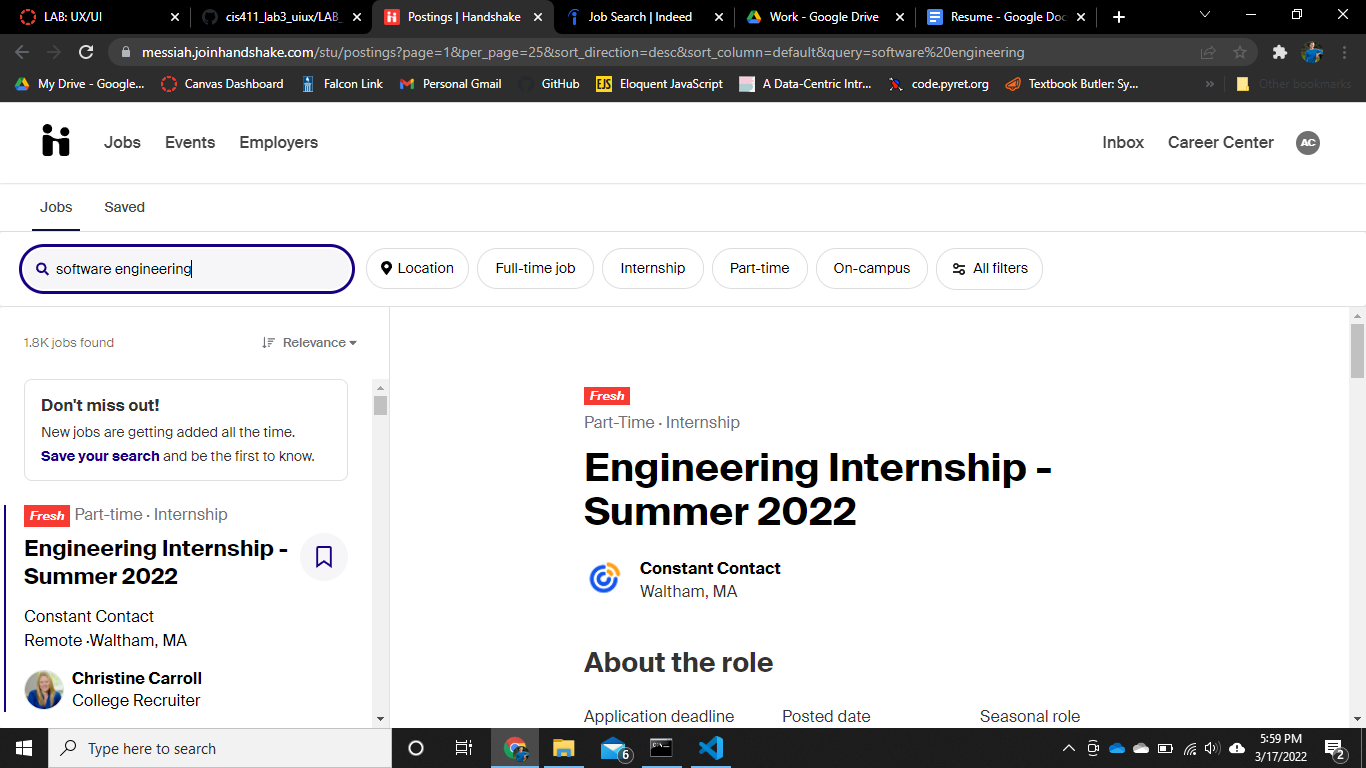 LAB: UX/UI
cis411_lab3_uiux/LAB_
Postings | Handshake
Job Search | Indeed
Work - Google Drive
Resume - Google Doc
messiah.joinhandshake.com/stu/postings?page=1&per_page=25&sort_direction=desc&sort_column=default&query=software%20engineering
My Drive - Google...
Canvas Dashboard
Falcon Link
Personal Gmail
GitHub
EJS
Eloquent JavaScript
A Data-Centric Intr...
code.pyret.org
Textbook Butler: Sy...
»
Other bookmarks
Jobs
Events
Employers
Inbox
Career Center
AC
Jobs
Saved
software engineering
Location
Full-time job
Internship
Part-time
On-campus
All filters
1.8K jobs found
Relevance
Don't miss out!
New jobs are getting added all the time.
Save your search and be the first to know.
Fresh Part-time · Internship
Engineering Internship -
Summer 2022
Constant Contact
Remote ·Waltham, MA
Christine Carroll
College Recruiter
Fresh
Part-Time · Internship
Engineering Internship -
Summer 2022
Constant Contact
Waltham, MA
About the role
Application deadline
Posted date
Seasonal role
Type here to search
6
5:59 PM
3/17/2022
2